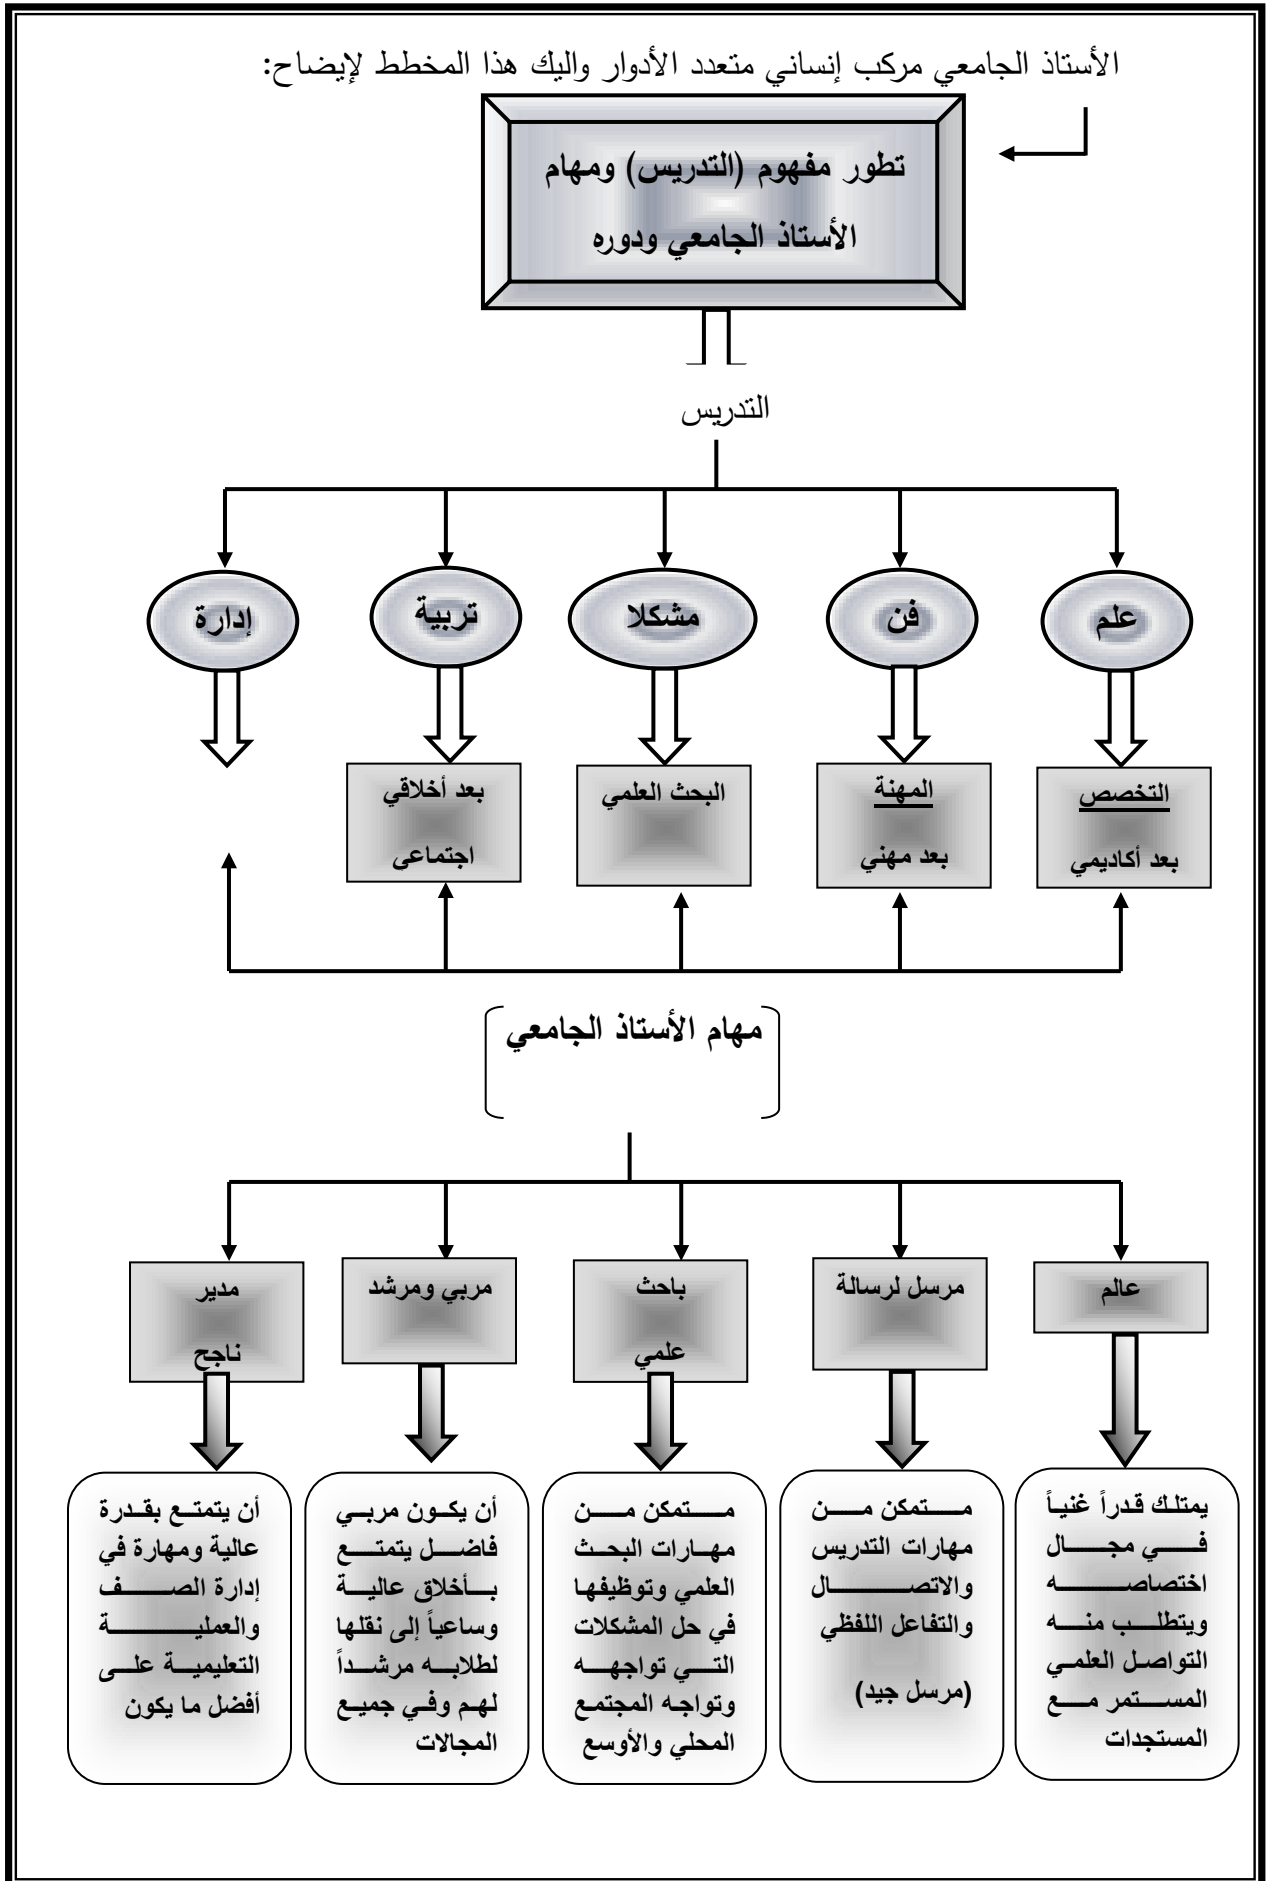 الأستاذ الجامعي مركب إنساني متعدد الأدوار واليك هذا المخطط لإيضاح:
تطور مفهوم (التدريس) ومهام
الأستاذ الجامعي ودوره
التدريس
علم
فن
مشكلا
تربية
إدارة
التخصص
بعد أكاديمي
المهنة
بعد مهني
البحث العلمي
بعد أخلاقي
اجتماعي
مهام الأستاذ الجامعي
عالم
مرسل لرسالة
باحث
علمي
مربي ومرشد
مدير
ناجح
يمتلك قدراً غنياً
في مجال
اختصاصه
ويتطلب منه
التواصل العلمي
المستمر مع
المستجدات
متمكن من
مهارات التدريس
والاتصال
والتفاعل اللفظي
(مرسل جيد)
متمكن من
مهارات البحث
العلمي وتوظيفها
في حل المشكلات
التي تواجهه
وتواجه المجتمع
المحلي والأوسع
أن يكون مربي
فاضل يتمتع
بأخلاق عالية
وساعياً إلى نقلها
لطلابه مرشداً
لهم وفي جميع
المجالات
أن يتمتع بقدرة
عالية ومهارة في
إدارة الصف
والعملية
التعليمية على
أفضل ما يكون